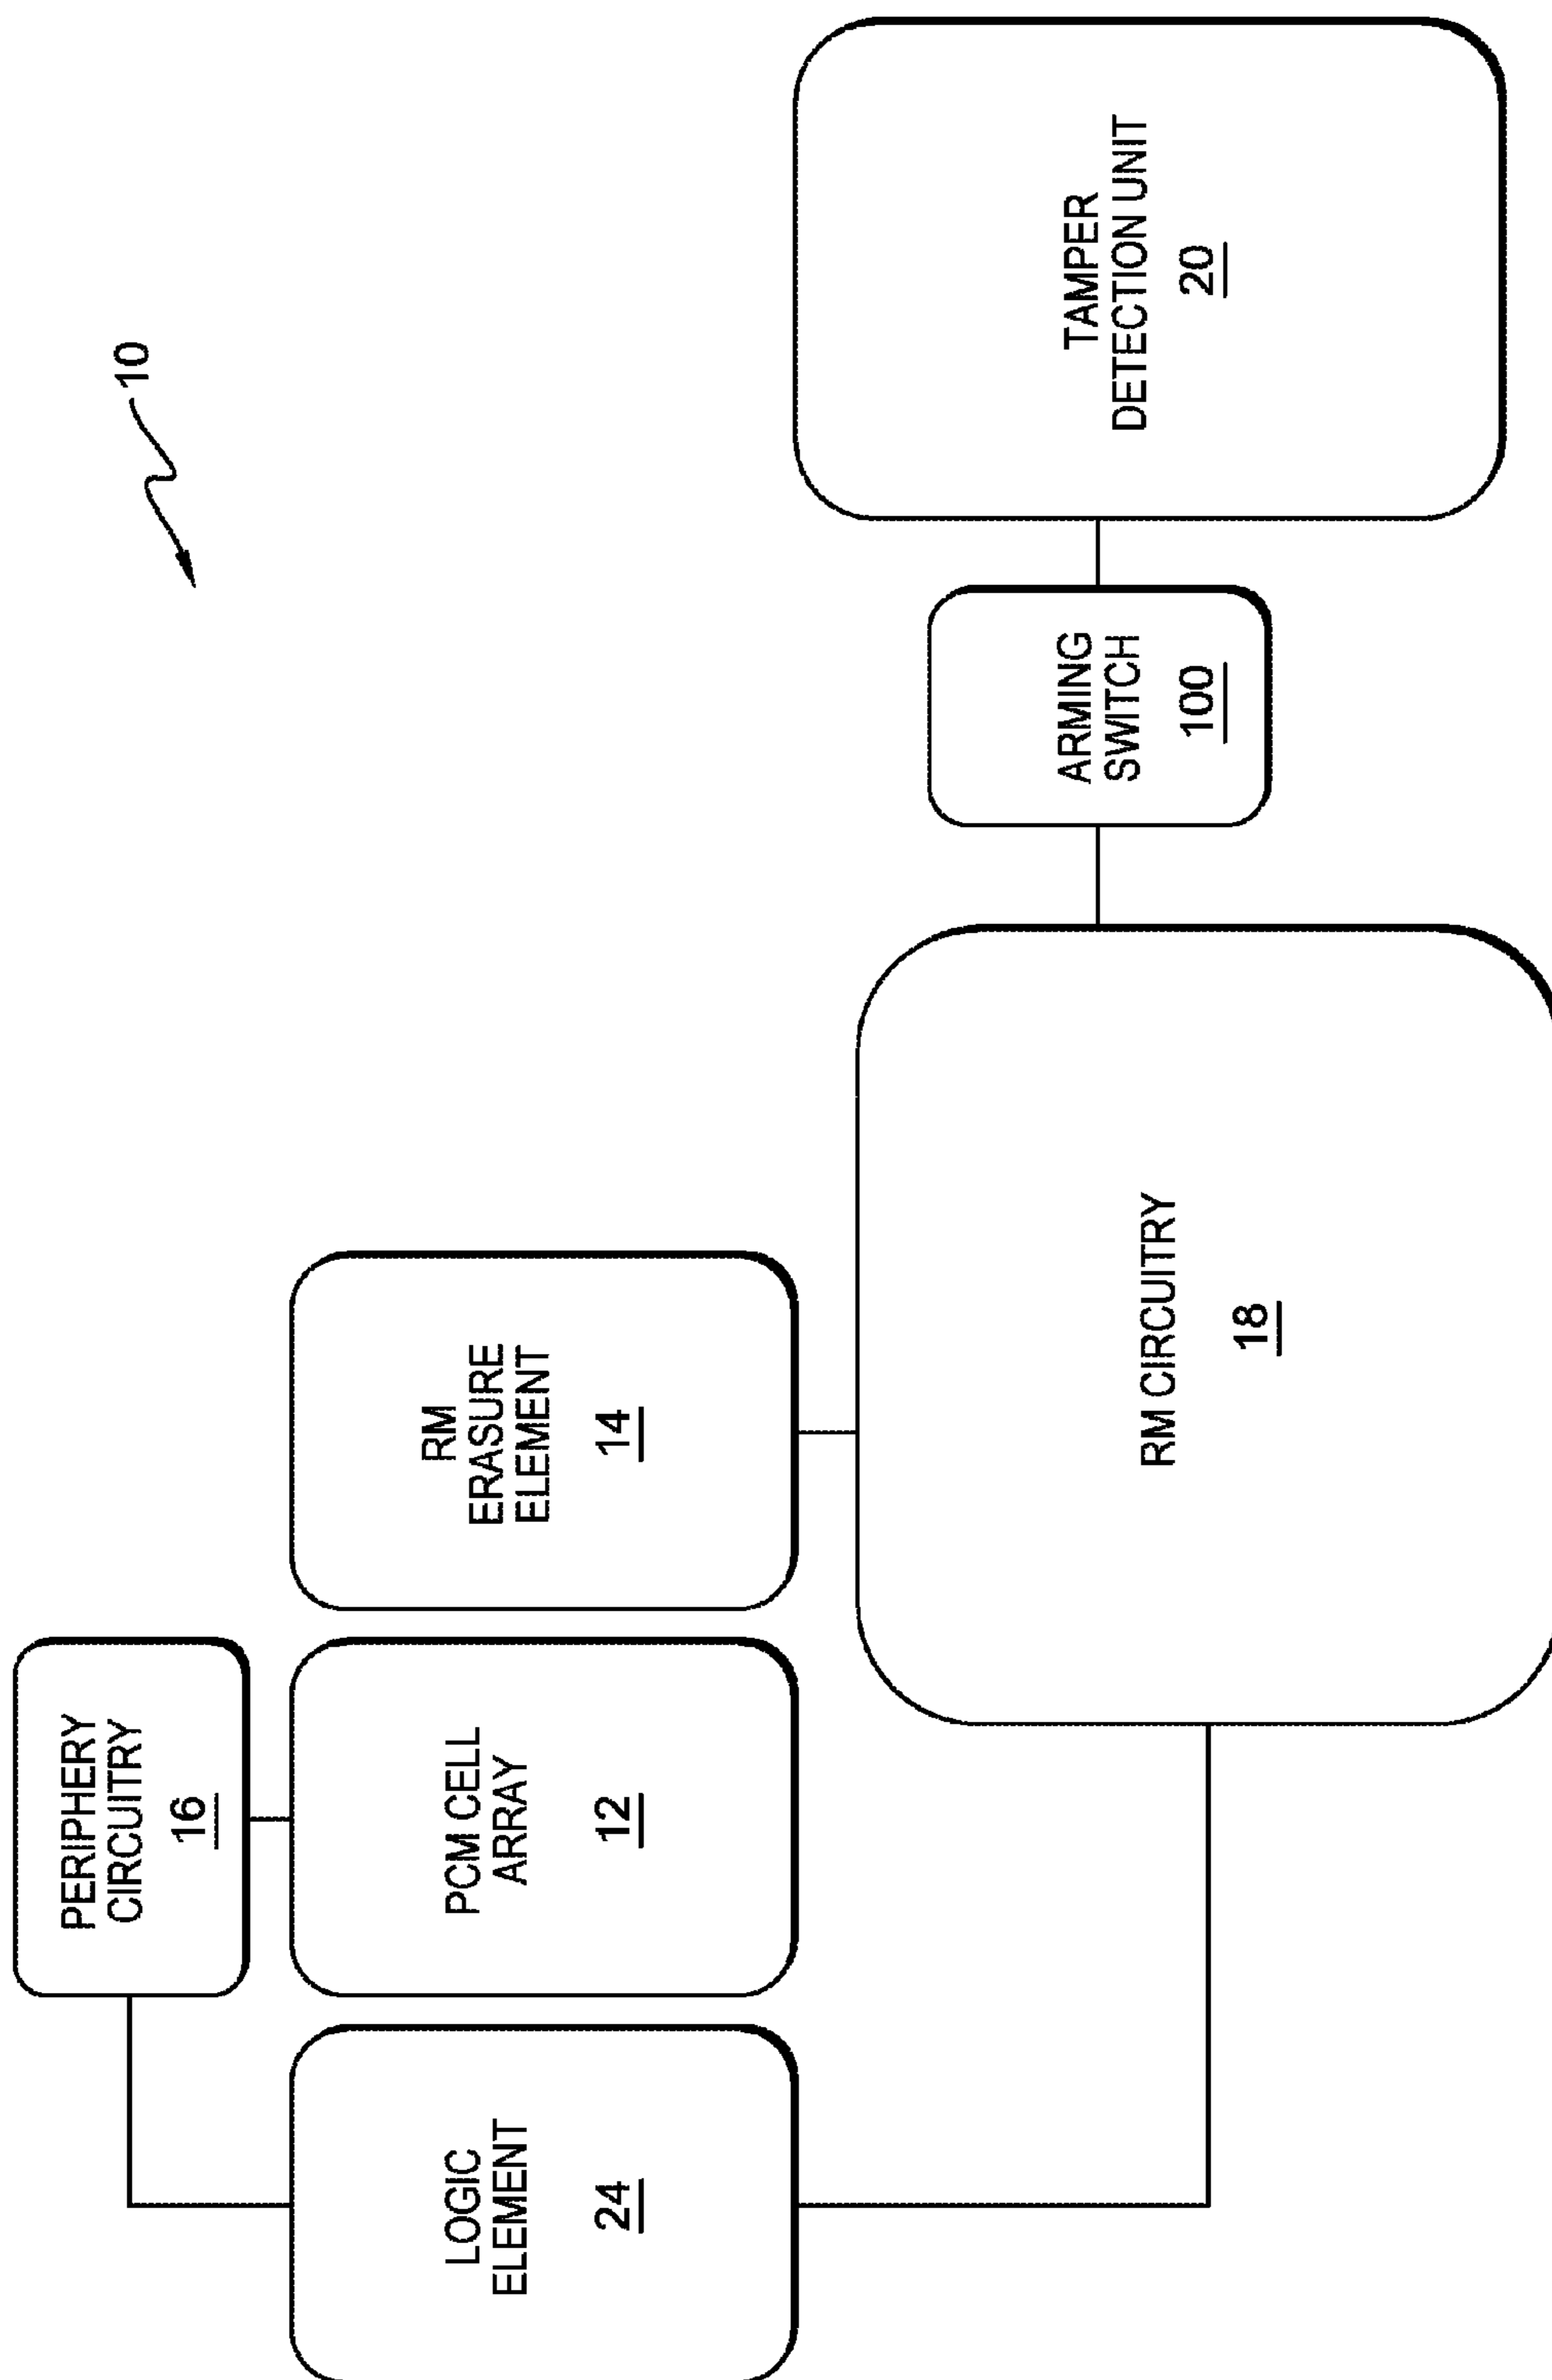 10
PERIPHERY
CIRCUITRY
16
LOGIC
ELEMENT
24
PCM CELL
ARRAY
12
RM
ERASURE
ELEMENT
14
RM CIRCUITRY
18
ARMING
SWITCH
100
TAMPER
DETECTION UNIT
20